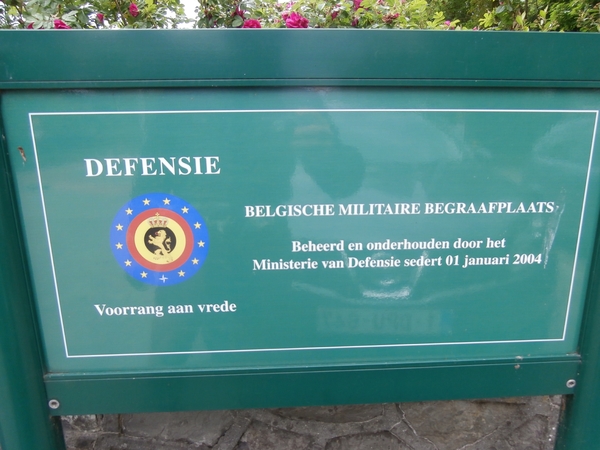 DEFENSIE
BELGISCHE MILITAIRE BEGRAAFPLAATS
Beheerd en onderhouden door het
Ministerie van Defensie sedert 01 januari 2004
Voorrang aan vrede